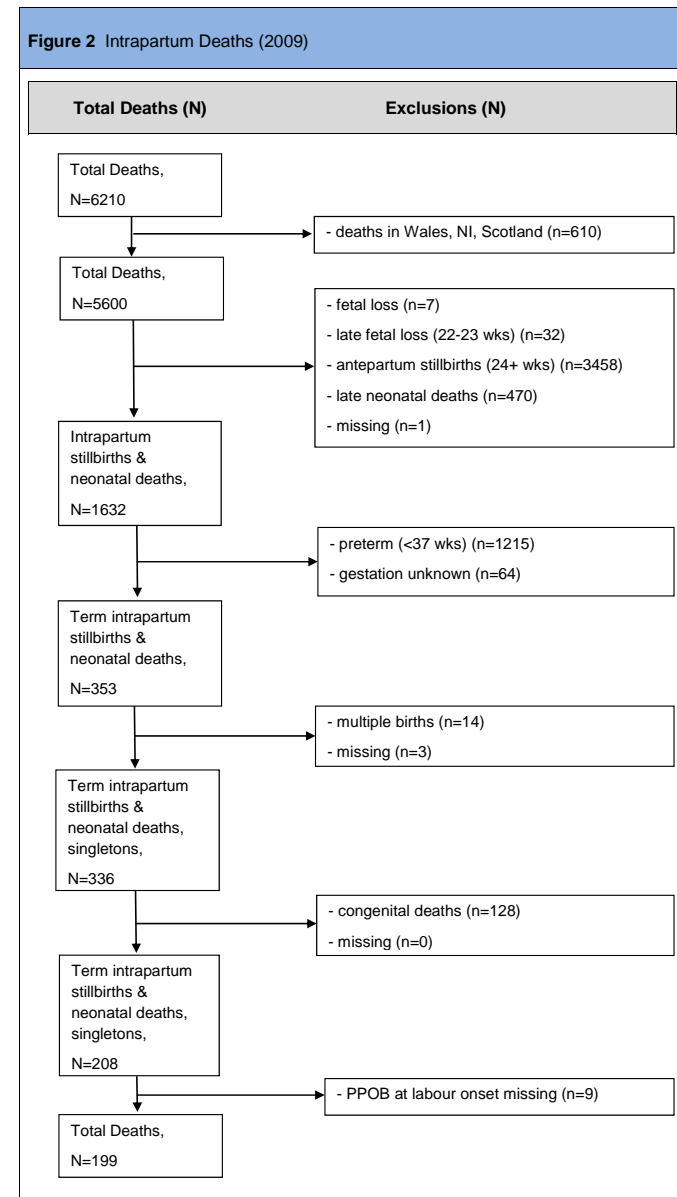 Figure 2 Intrapartum Deaths (2009)
Total Deaths (N)
Exclusions (N)
Total Deaths,
N=6210
- deaths in Wales, NI, Scotland (n=610)
Total Deaths,
N=5600
- fetal loss (n=7)
- late fetal loss (22-23 wks) (n=32)
- antepartum stillbirths (24+ wks) (n=3458)
- late neonatal deaths (n=470)
- missing (n=1)
Intrapartum
stillbirths &
neonatal deaths,
N=1632
- preterm (<37 wks) (n=1215)
- gestation unknown (n=64)
Term intrapartum
stillbirths &
neonatal deaths,
N=353
- multiple births (n=14)
- missing (n=3)
Term intrapartum
stillbirths &
neonatal deaths,
singletons,
N=336
- congenital deaths (n=128)
- missing (n=0)
Term intrapartum
stillbirths &
neonatal deaths,
singletons,
N=208
- PPOB at labour onset missing (n=9)
Total Deaths,
N=199